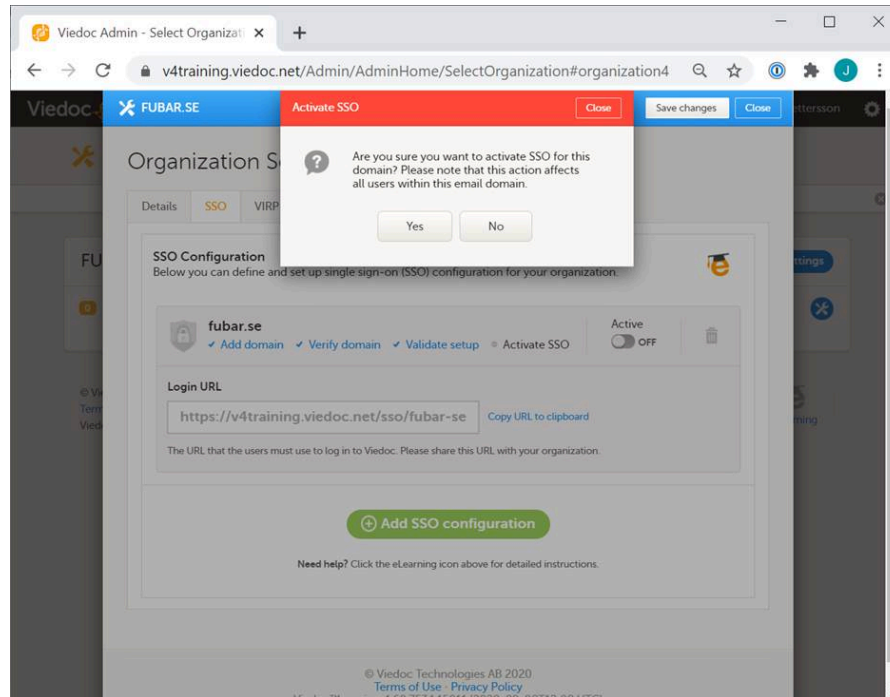 Viedoc Admin - Select Organizati
v4training.viedoc.net/Admin/AdminHome/SelectOrganization#organization4
J
Viedoc
ettersson
FUBAR.SE
Activate SSO
Close
Save changes
Close
Organization S
Are you sure you want to activate SSO for this
domain? Please note that this action affects
all users within this email domain.
Yes
No
Details
SSO
VIRP
FU
ttings
SSO Configuration
Below you can define and set up single sign-on (SSO) configuration for your organization.
0
fubar.se
Add domain
Verify domain
Validate setup
Activate SSO
Active
OFF
Login URL
https://v4training.viedoc.net/sso/fubar-se
Copy URL to clipboard
The URL that the users must use to log in to Viedoc. Please share this URL with your organization.
© Vi
Term
Vied
ning
Add SSO configuration
Need help? Click the eLearning icon above for detailed instructions.
© Viedoc Technologies AB 2020
Terms of Use - Privacy Policy